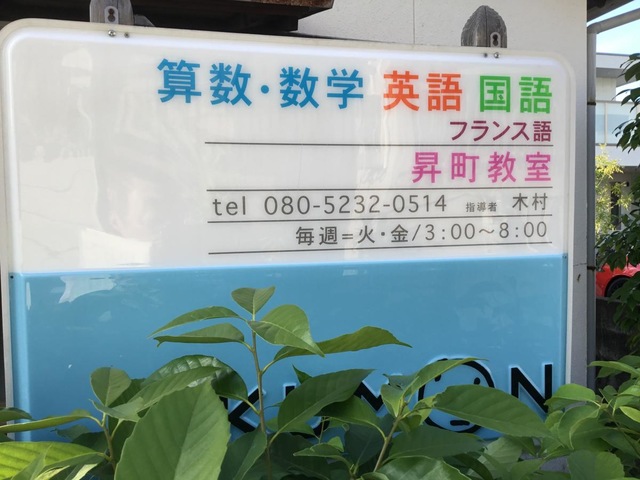 算数・数学 英語 国語
フランス語
昇町教室
tel 080-5232-0514 指導者 木村
毎週=火・金/3:00〜8:00
KUMON